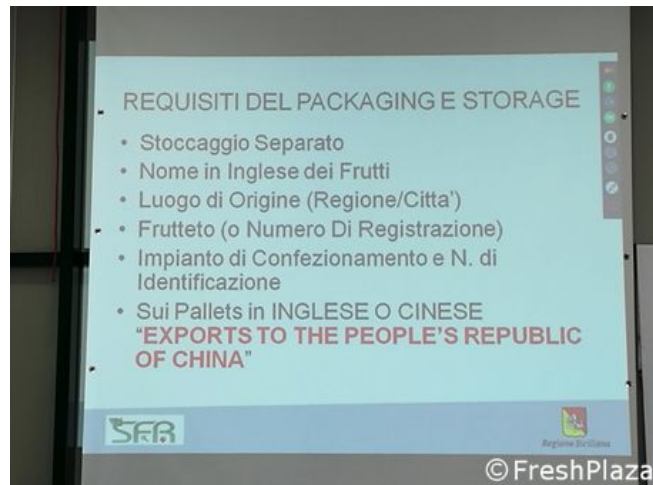 REQUISITI DEL PACKAGING E STORAGE
• Stoccaggio Separato
• Nome in Inglese dei Frutti
• Luogo di Origine (Regione/Citta')
• Frutteto (o Numero Di Registrazione)
• Impianto di Confezionamento e N. di
Identificazione
• Sui Pallets in INGLESE O CINESE
"EXPORTS TO THE PEOPLE'S REPUBLIC
OF CHINA"
SFR
Regione Siciliana
©FreshPlaza